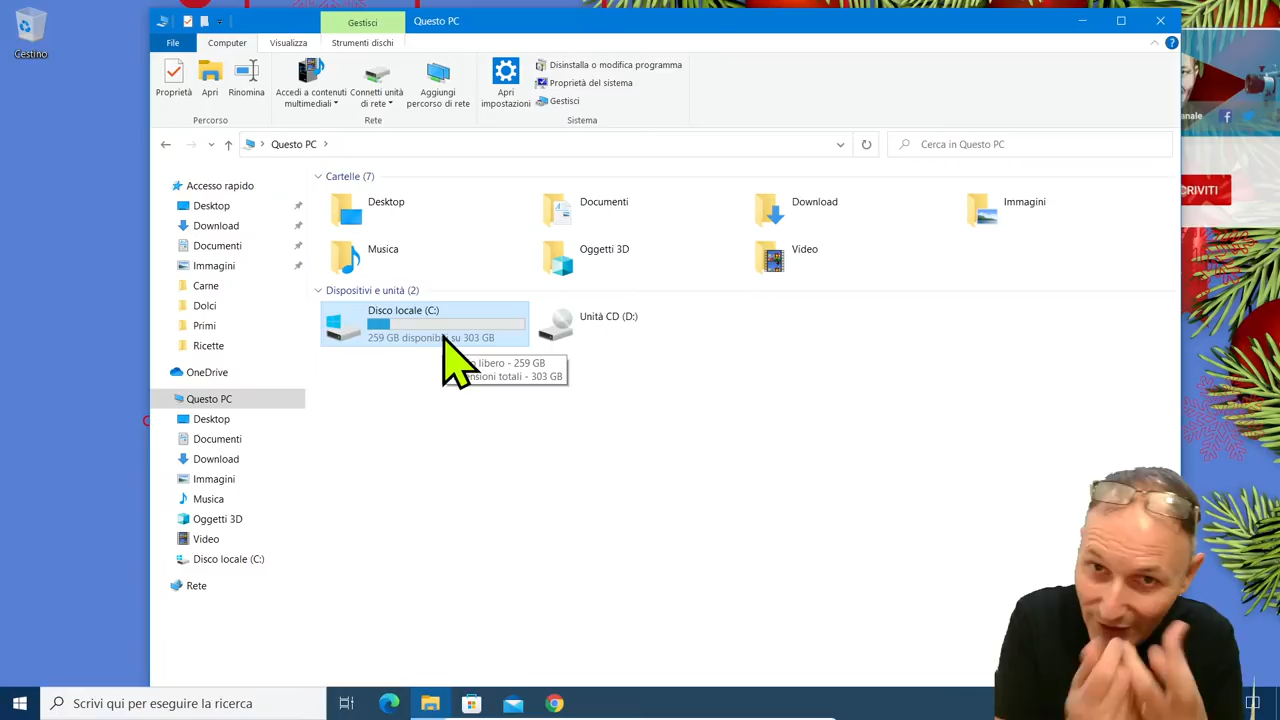 Cestino
Gestisci
Questo PC
File
Computer
Visualizza
Strumenti dischi
Proprietà
Apri
Rinomina
Accedi a contenuti
multimediali
Connetti unità
di rete
Aggiungi
percorso di rete
Apri
impostazioni
Disinstalla o modifica programma
Proprietà del sistema
Gestisci
Percorso
Rete
Sistema
Questo PC
Cerca in Questo PC
Accesso rapido
Desktop
Download
Documenti
Immagini
Carne
Dolci
Primi
Ricette
OneDrive
Questo PC
Desktop
Documenti
Download
Immagini
Musica
Oggetti 3D
Video
Disco locale (C:)
Rete
Cartelle (7)
Desktop
Documenti
Download
Immagini
Musica
Oggetti 3D
Video
Dispositivi e unità (2)
Disco locale (C:)
259 GB disponib su 303 GB
Unità CD (D:)
libero - 259 GB
ensioni totali - 303 GB
anale
CRIVITI
Scrivi qui per eseguire la ricerca